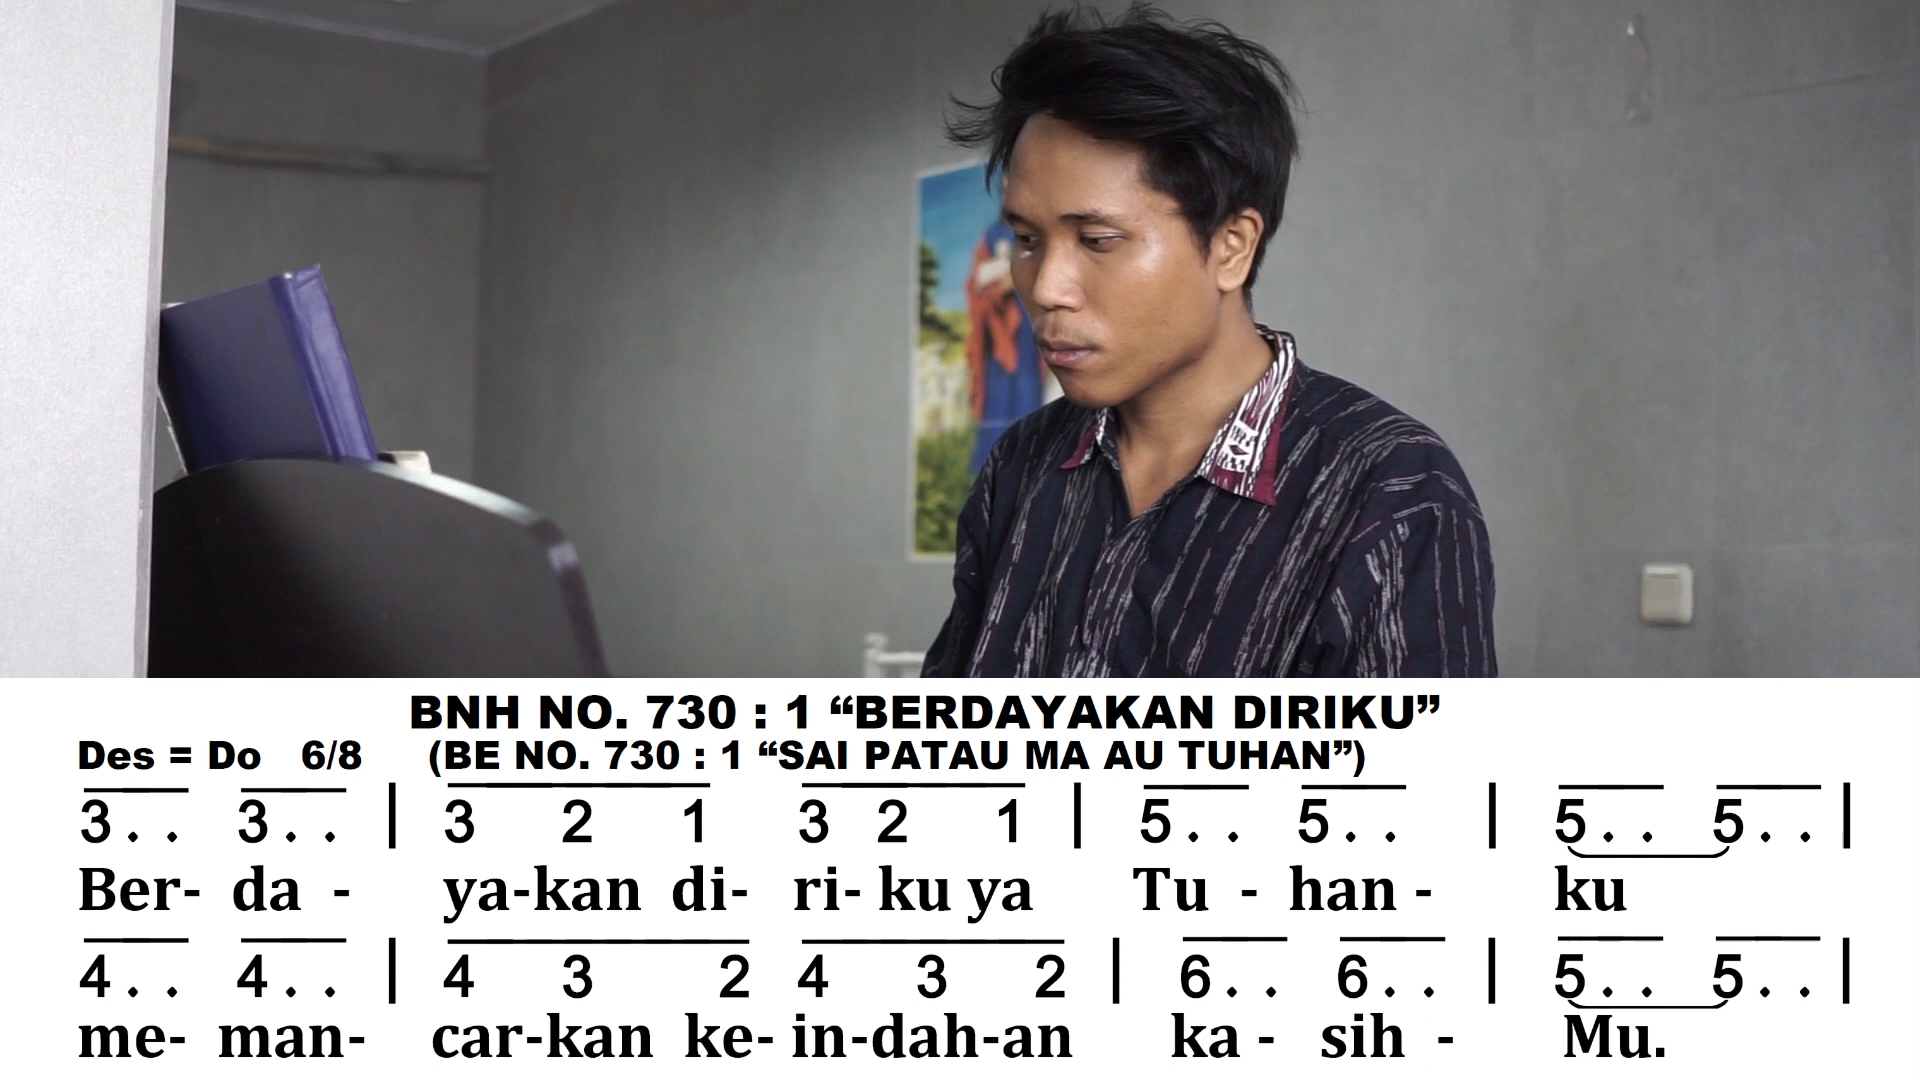 BNH NO. 730 : 1 “BERDAYAKAN DIRIKU”
Des = Do 6/8 (BE NO. 730 : 1 “SAI PATAU MA AU TUHAN”)
3 . . 3 . . | 3 2 1 3 2 1 | 5 . . 5 . . | 5 . . 5 . . |
Ber- da - ya-kan di- ri- ku ya Tu - han - ku
4 . . 4 . . | 4 3 2 4 3 2 | 6 . . 6 . . | 5 . . 5 . . |
me- man- car-kan ke- in-dah-an ka - sih - Mu.